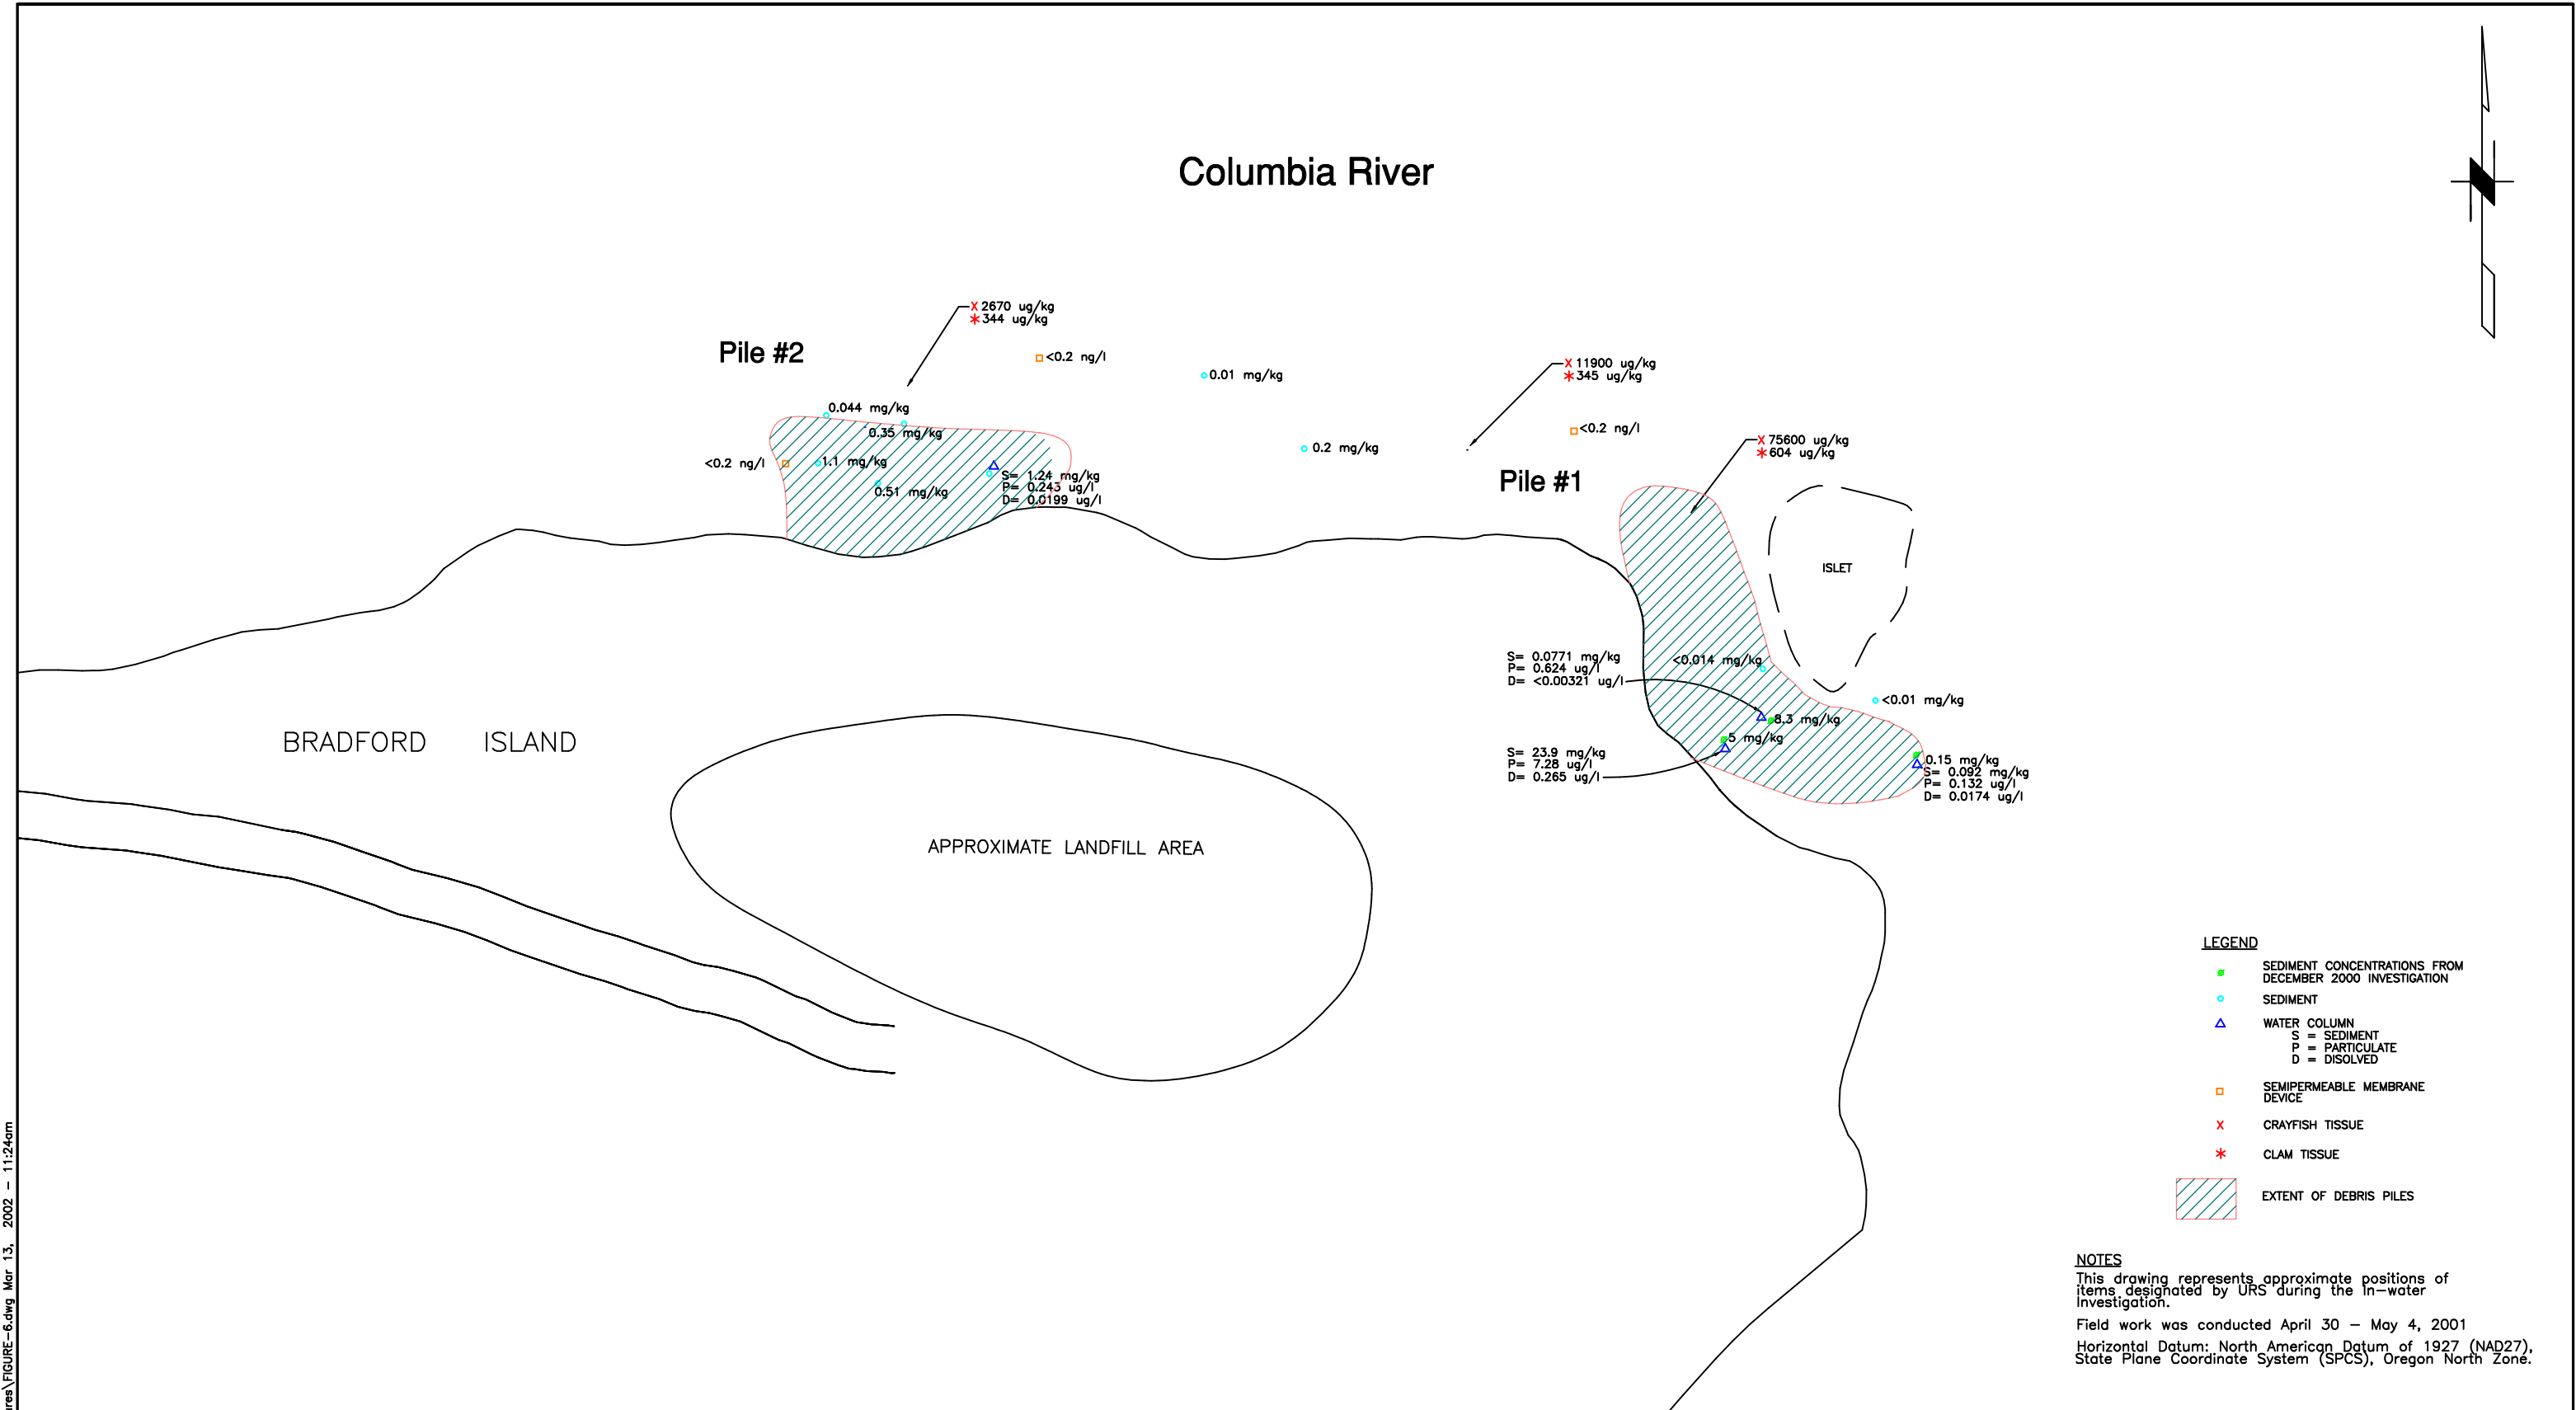 Columbia River
2670 ug/kg
344 ug/kg
Pile #2
<0.2 ng/l
0.01 mg/kg
11900 ug/kg
345 ug/kg
0.044 mg/kg
0.35 mg/kg
<0.2 ng/l
75600 ug/kg
604 ug/kg
0.2 mg/kg
<0.2 ng/l
1.1 mg/kg
S= 1.24 mg/kg
P= 0.243 ug/l
D= 0.0199 ug/l
0.51 mg/kg
Pile #1
ISLET
S= 0.0771 mg/kg
P= 0.624 ug/l
D= <0.00321 ug/l
<0.014 mg/kg
<0.01 mg/kg
8.3 mg/kg
5 mg/kg
S= 23.9 mg/kg
P= 7.28 ug/l
D= 0.265 ug/l
0.15 mg/kg
S= 0.092 mg/kg
P= 0.132 ug/l
D= 0.0174 ug/l
BRADFORD ISLAND
APPROXIMATE LANDFILL AREA
LEGEND
SEDIMENT CONCENTRATIONS FROM
DECEMBER 2000 INVESTIGATION
SEDIMENT
WATER COLUMN
S = SEDIMENT
P = PARTICULATE
D = DISOLVED
SEMIPERMEABLE MEMBRANE
DEVICE
CRAYFISH TISSUE
CLAM TISSUE
EXTENT OF DEBRIS PILES
NOTES
This drawing represents approximate positions of
items designated by URS during the in-water
Investigation.
Field work was conducted April 30 - May 4, 2001
Horizontal Datum: North American Datum of 1927 (NAD27),
State Plane Coordinate System (SPCS), Oregon North Zone.
ures\FIGURE-6.dwg Mar 13, 2002 - 11:24am